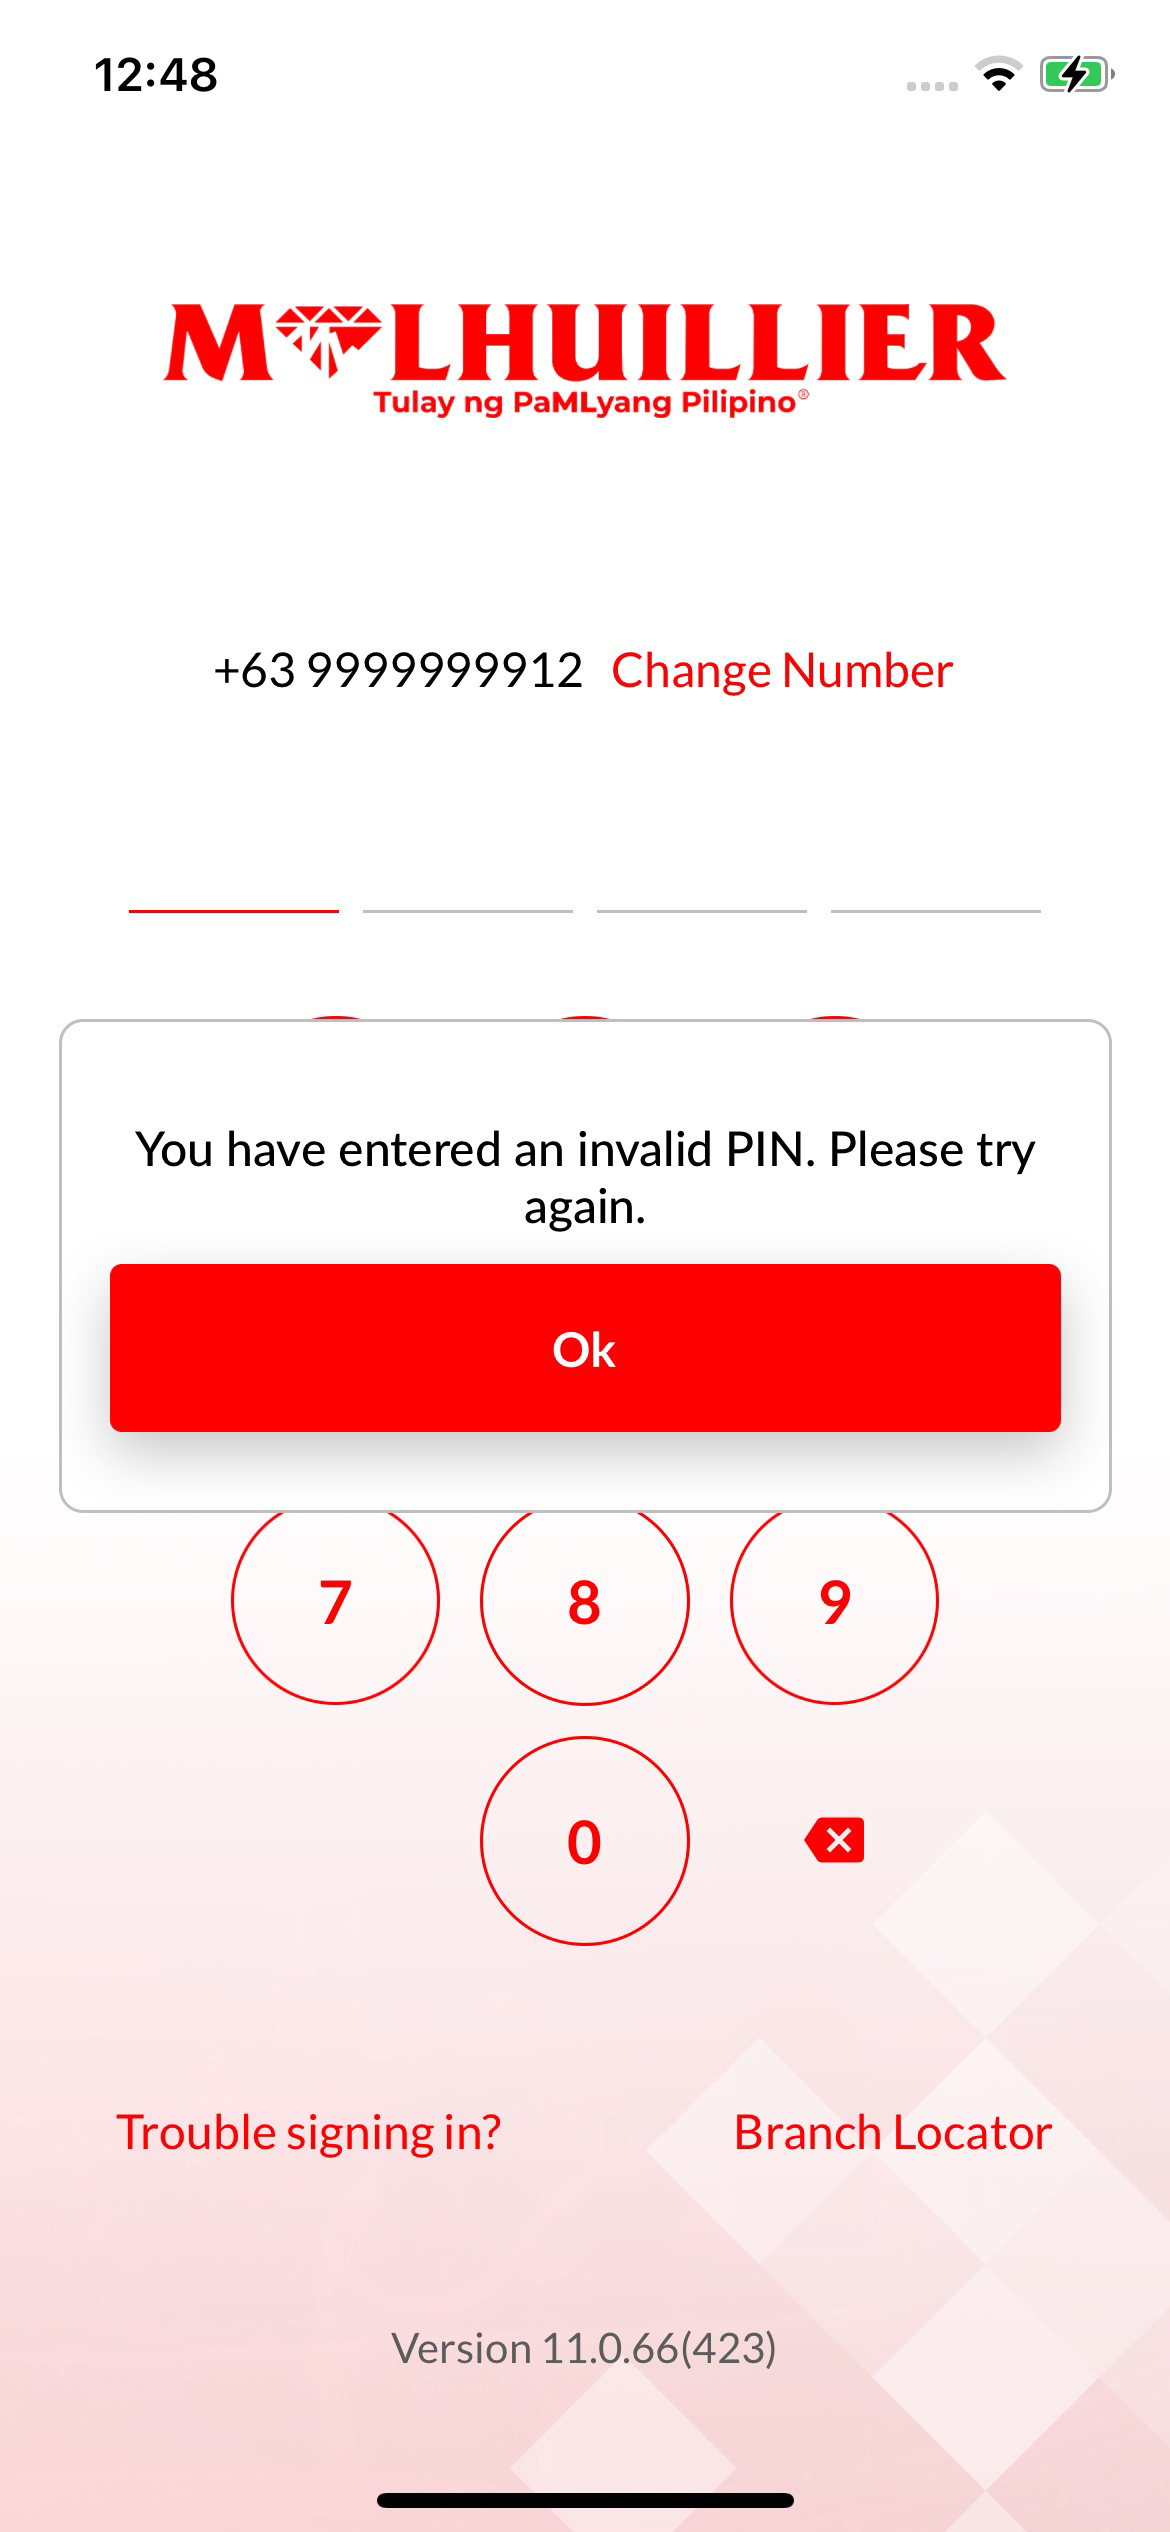 12:48
M LHUILLIER
Tulay ng PaMLyang Pilipino®
+63 9999999912 Change Number
You have entered an invalid PIN. Please try
again.
Ok
7 8 9
0
Trouble signing in? Branch Locator
Version 11.0.66(423)